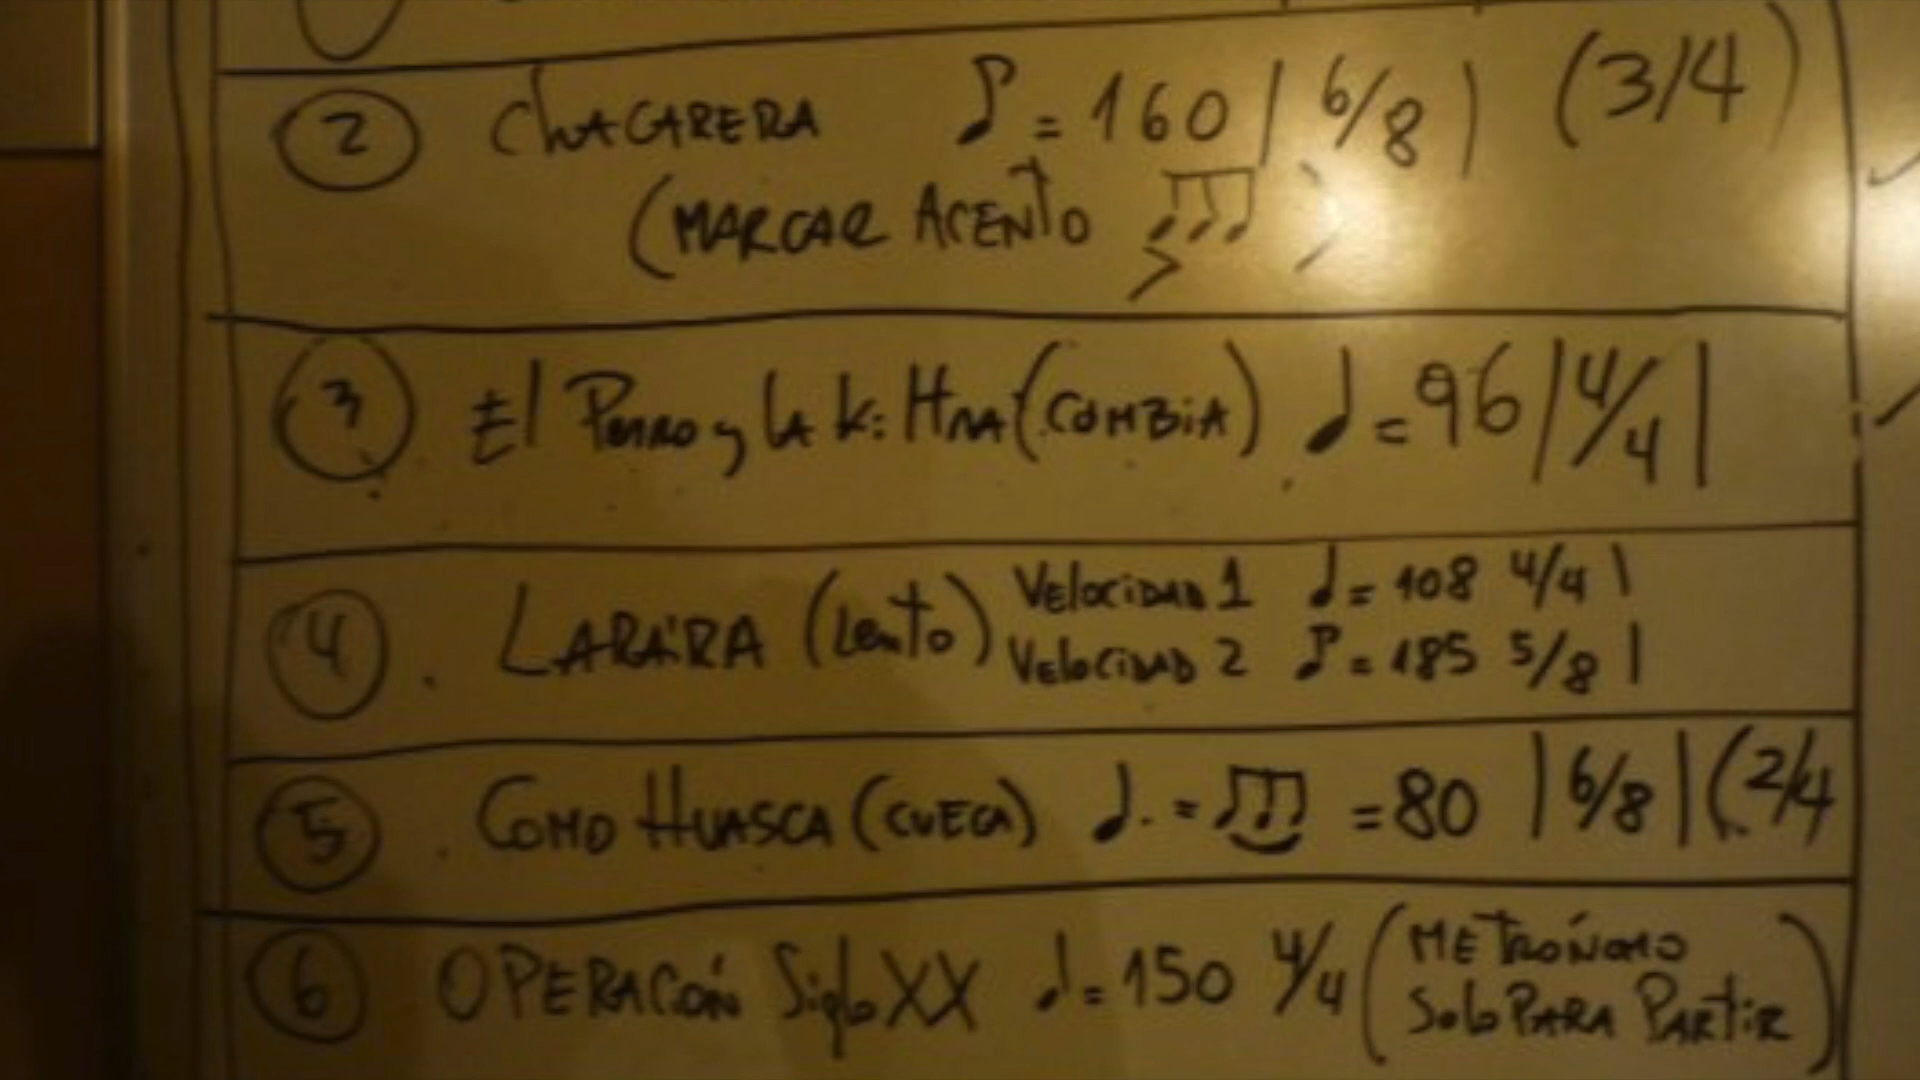 2 CHACARERA ♪ = 160 | 6/8 | (3/4)
(MARCAR ACENTO ♫ > >
3 El Perro y LA K: HNA (COMBIA) ♩ = 96 | 4/4 |
4 . LARARA (Lento) VELOCIDAD 1 ♩ = 108 4/4 |
VELOCIDAD 2 ♪ = 185 5/8 |
5 . COMO HUASCA (CUECA) ♩. = ♫ = 80 | 6/8 | (2/4
6 OPERACIÓN Siglo XX ♩ = 150 4/4 (METRÓNOMO
Solo PARA PARTIR)